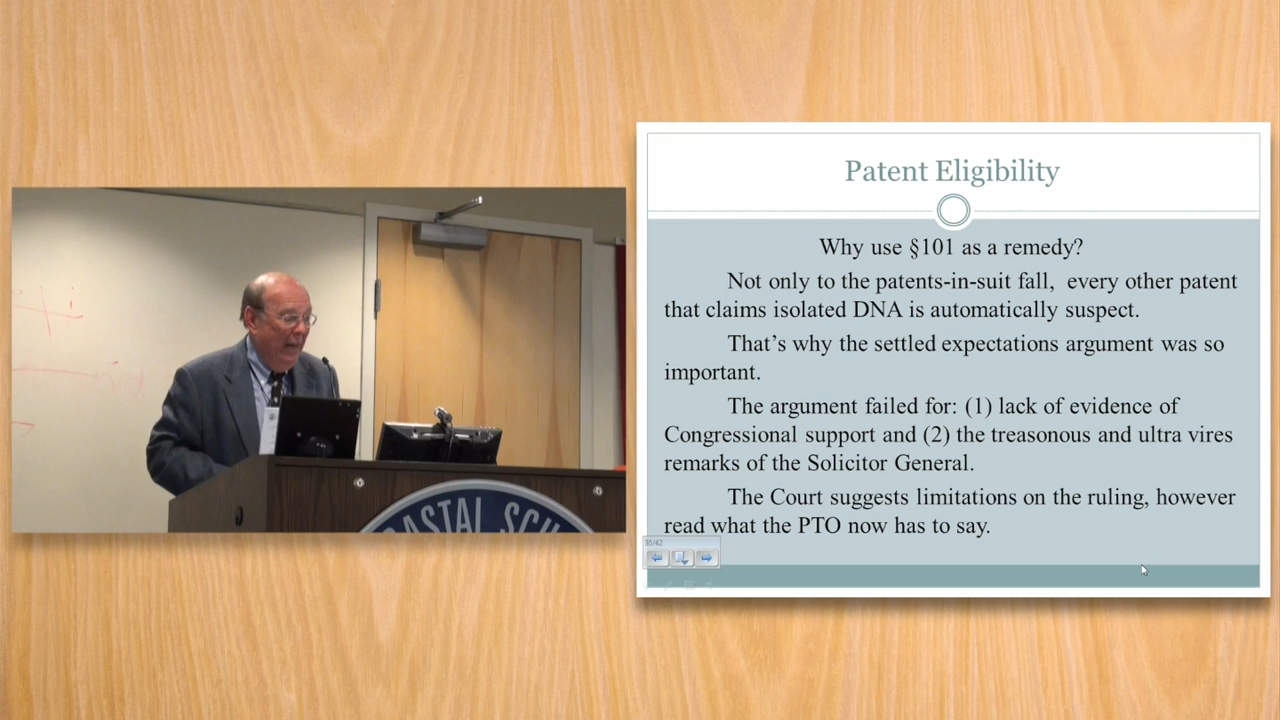 Patent Eligibility
Why use §101 as a remedy?
Not only to the patents-in-suit fall, every other patent
that claims isolated DNA is automatically suspect.
That’s why the settled expectations argument was so
important.
The argument failed for: (1) lack of evidence of
Congressional support and (2) the treasonous and ultra vires
remarks of the Solicitor General.
The Court suggests limitations on the ruling, however
read what the PTO now has to say.
30/42